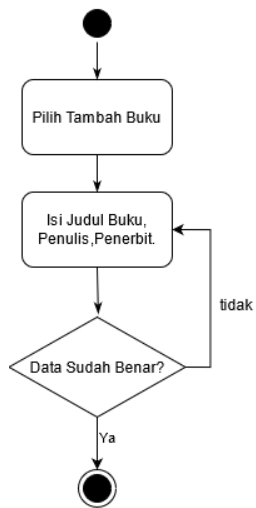 Pilih Tambah Buku
Isi Judul Buku,
Penulis,Penerbit.
tidak
Data Sudah Benar?
Ya